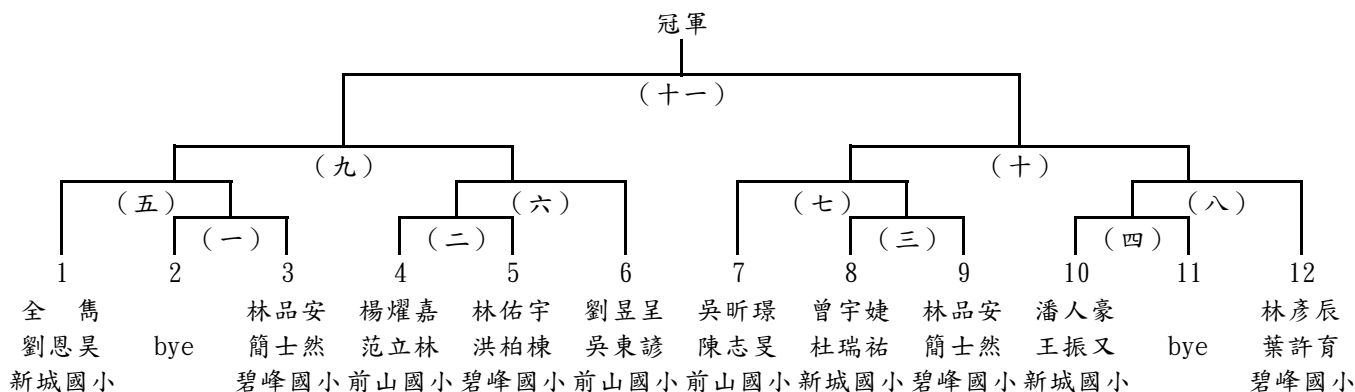 冠軍
(十一)
(九) (十)
(五) (六) (七) (八)
(一) (二) (三) (四)
1 2 3 4 5 6 7 8 9 10 11 12
全 雋 林品安 楊燿嘉 林佑宇 劉昱呈 吳昕璟 曾宇婕 林品安 潘人豪 林彥辰
劉恩昊 bye 簡士然 范立林 洪柏棟 吳東諺 陳志旻 杜瑞祐 簡士然 王振又 bye 葉許育
新城國小 碧峰國小 前山國小 碧峰國小 前山國小 前山國小 新城國小 碧峰國小 新城國小 碧峰國小